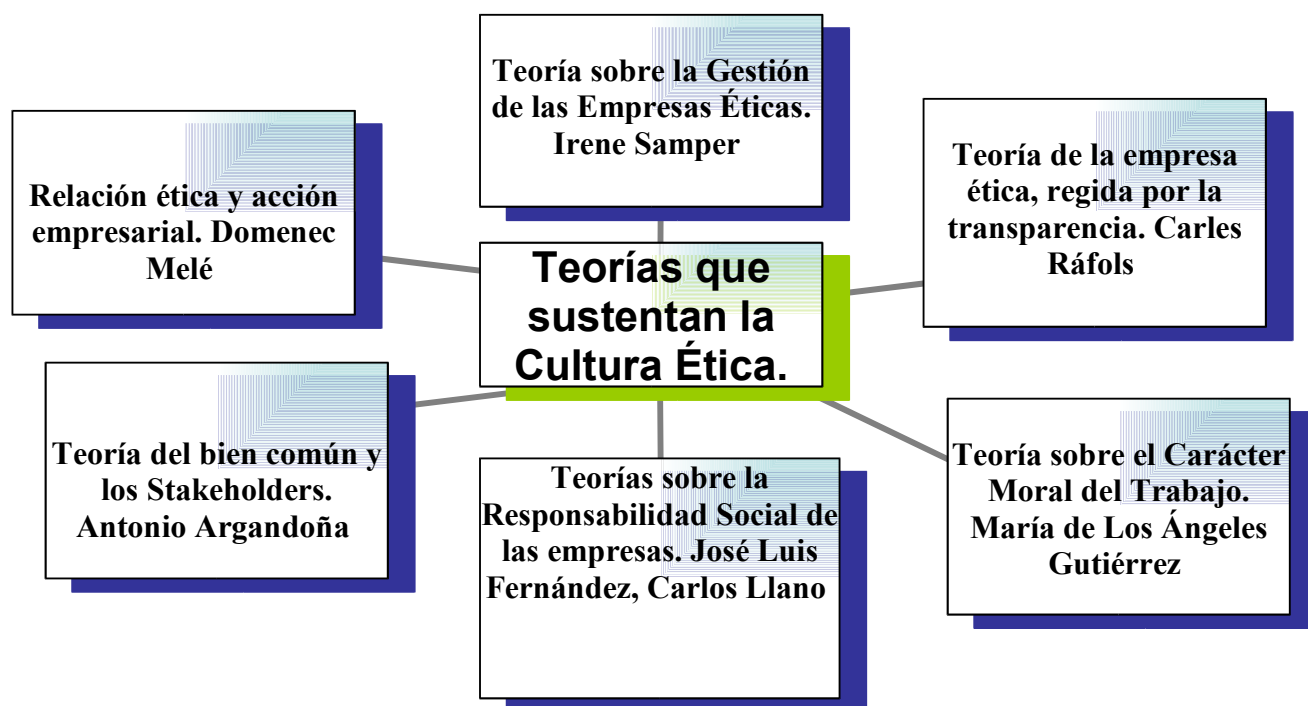 Teoría sobre la Gestión
de las Empresas Éticas.
Irene Samper
Relación ética y acción
empresarial. Domenec
Melé
Teoría de la empresa
ética, regida por la
transparencia. Carles
Ráfols
Teorías que
sustentan la
Cultura Ética.
Teoría del bien común y
los Stakeholders.
Antonio Argandoña
Teorías sobre la
Responsabilidad Social de
las empresas. José Luis
Fernández, Carlos Llano
Teoría sobre el Carácter
Moral del Trabajo.
María de Los Ángeles
Gutiérrez